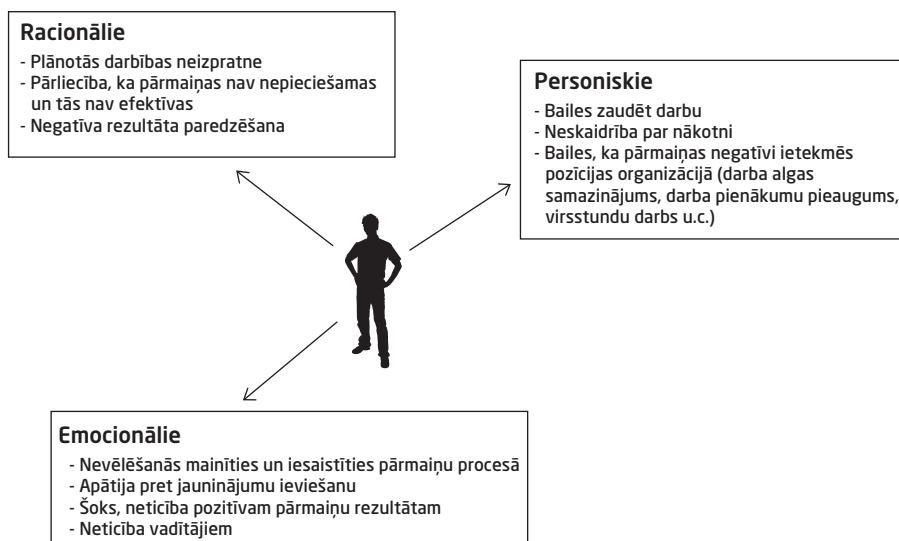 Racionālie
- Plānotās darbības neizpratne
- Pārliecība, ka pārmaiņas nav nepieciešamas
un tās nav efektīvas
- Negatīva rezultāta paredzēšana
Personiskie
- Bailes zaudēt darbu
- Neskaidrība par nākotni
- Bailes, ka pārmaiņas negatīvi ietekmēs
pozīcijas organizācijā (darba algas
samazinājums, darba pienākumu pieaugums,
virsstundu darbs u.c.)
Emocionālie
- Nevēlēšanās mainīties un iesaistīties pārmaiņu procesā
- Apātija pret jauninājumu ieviešanu
- Šoks, neticība pozitīvam pārmaiņu rezultātam
- Neticība vadītājiem